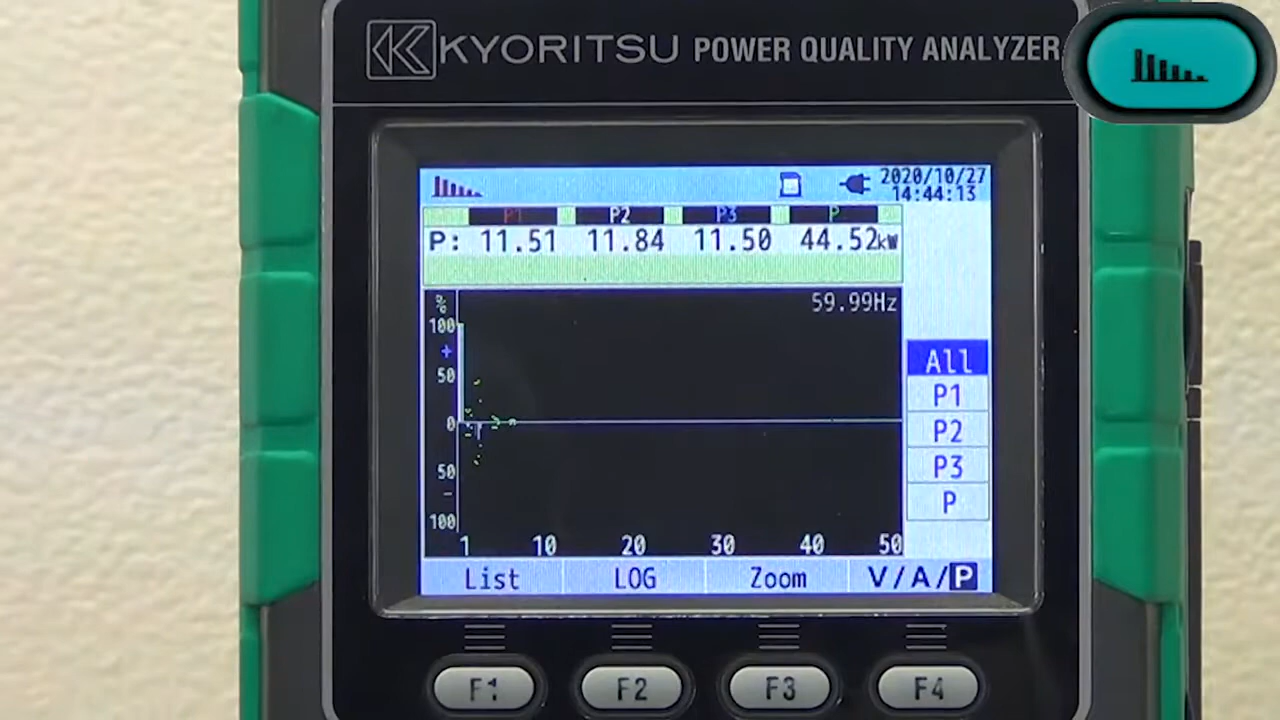 KYORITSU POWER QUALITY ANALYZER
2020/10/27
14:44:13
P1 P2 P3 P
P: 11.51 11.84 11.50 44.52kW
% 59.99Hz
100
+
50
0
50
-
100
1 10 20 30 40 50
All
P1
P2
P3
P
List LOG Zoom V/A/P
F1 F2 F3 F4